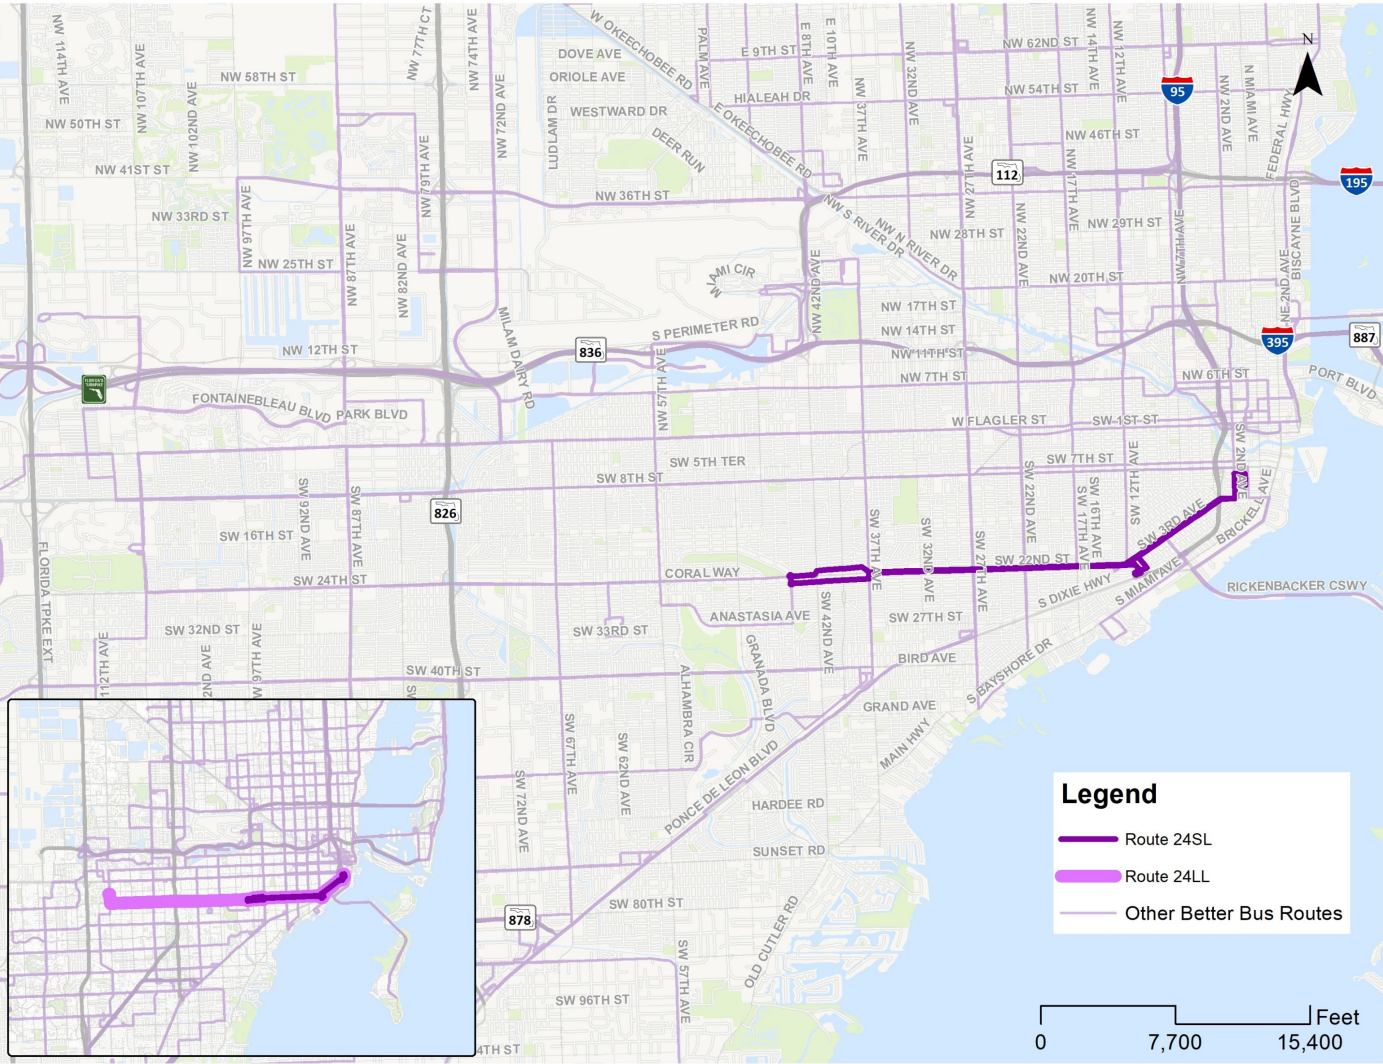 NW 114TH AVE
NW 107TH AVE
NW 102ND AVE
NW 58TH ST
NW 50TH ST
NW 41ST ST
NW 33RD ST
NW 97TH AVE
NW 25TH ST
NW 87TH AVE
NW 82ND AVE
NW 79TH AVE
NW 77TH CT
NW 74TH AVE
NW 72ND AVE
LUDLAM DR
DOVE AVE
ORIOLE AVE
WESTWARD DR
DEER RUN
W OKEECHOBEE RD
E OKEECHOBEE RD
PALM AVE
E 9TH ST
E 8TH AVE
E 10TH AVE
HIALEAH DR
NW 37TH AVE
NW 32ND AVE
NW 62ND ST
NW 54TH ST
NW 14TH AVE
NW 12TH AVE
95
NW 2ND AVE
N MIAMI AVE
FEDERAL HWY
N
NW 46TH ST
112
195
NW 36TH ST
NW S RIVER DR
NW N RIVER DR
NW 27TH AVE
NW 28TH ST
NW 22ND AVE
NW 17TH AVE
NW 29TH ST
NW 7TH AVE
NW 20TH ST
NE 2ND AVE
BISCAYNE BLVD
NW 42ND AVE
NW 17TH ST
NW 14TH ST
NW 11TH ST
NW 7TH ST
S PERIMETER RD
MILAM DAIRY RD
NW 12TH ST
836
NW 57TH AVE
395
887
NW 6TH ST
PORT BLVD
FLORIDA'S
TURNPIKE
FONTAINEBLEAU BLVD
PARK BLVD
W FLAGLER ST
SW 1ST ST
SW 5TH TER
SW 8TH ST
SW 7TH ST
SW 12TH AVE
SW 2ND AVE
826
SW 92ND AVE
SW 87TH AVE
SW 16TH ST
SW 24TH ST
FLORIDA TPKE EXT
CORAL WAY
SW 37TH AVE
SW 32ND AVE
SW 27TH AVE
SW 22ND AVE
SW 17TH AVE
SW 16TH AVE
SW 22ND ST
SW 3RD AVE
BRICKELL AVE
S DIXIE HWY
S MIAMI AVE
RICKENBACKER CSWY
ANASTASIA AVE
SW 42ND AVE
SW 27TH ST
SW 32ND ST
SW 33RD ST
112TH AVE
2ND AVE
W 97TH AVE
SW 40TH ST
SW
BIRD AVE
S BAYSHORE DR
GRANADA BLVD
ALHAMBRA CIR
GRAND AVE
MAIN HWY
SW 67TH AVE
SW 62ND AVE
SW 72ND AVE
PONCE DE LEON BLVD
HARDEE RD
SUNSET RD
878
SW 80TH ST
SW 57TH AVE
OLD CUTLER RD
SW 96TH ST
4TH ST
Legend
Route 24SL
Route 24LL
Other Better Bus Routes
Feet
0
7,700
15,400